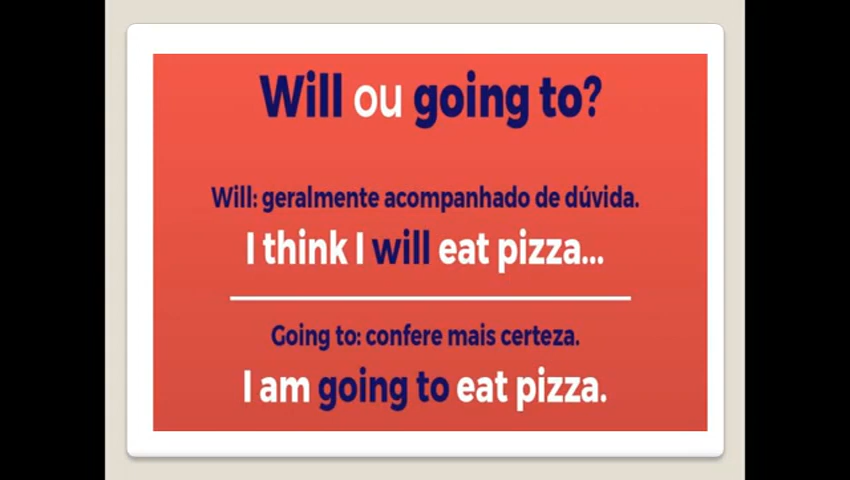 Will ou going to?
Will: geralmente acompanhado de dúvida.
I think I will eat pizza...
Going to: confere mais certeza.
I am going to eat pizza.